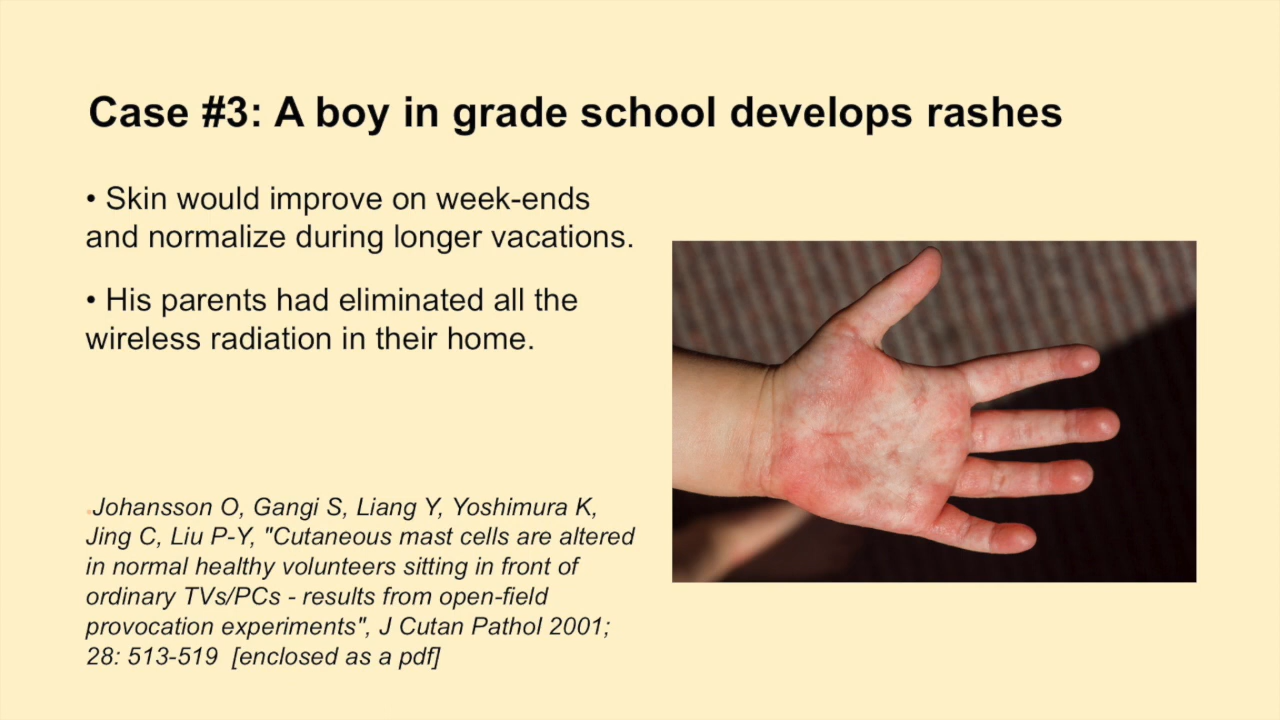 Case #3: A boy in grade school develops rashes
• Skin would improve on week-ends
and normalize during longer vacations.
• His parents had eliminated all the
wireless radiation in their home.
Johansson O, Gangi S, Liang Y, Yoshimura K,
Jing C, Liu P-Y, "Cutaneous mast cells are altered
in normal healthy volunteers sitting in front of
ordinary TVs/PCs - results from open-field
provocation experiments", J Cutan Pathol 2001;
28: 513-519  [enclosed as a pdf]